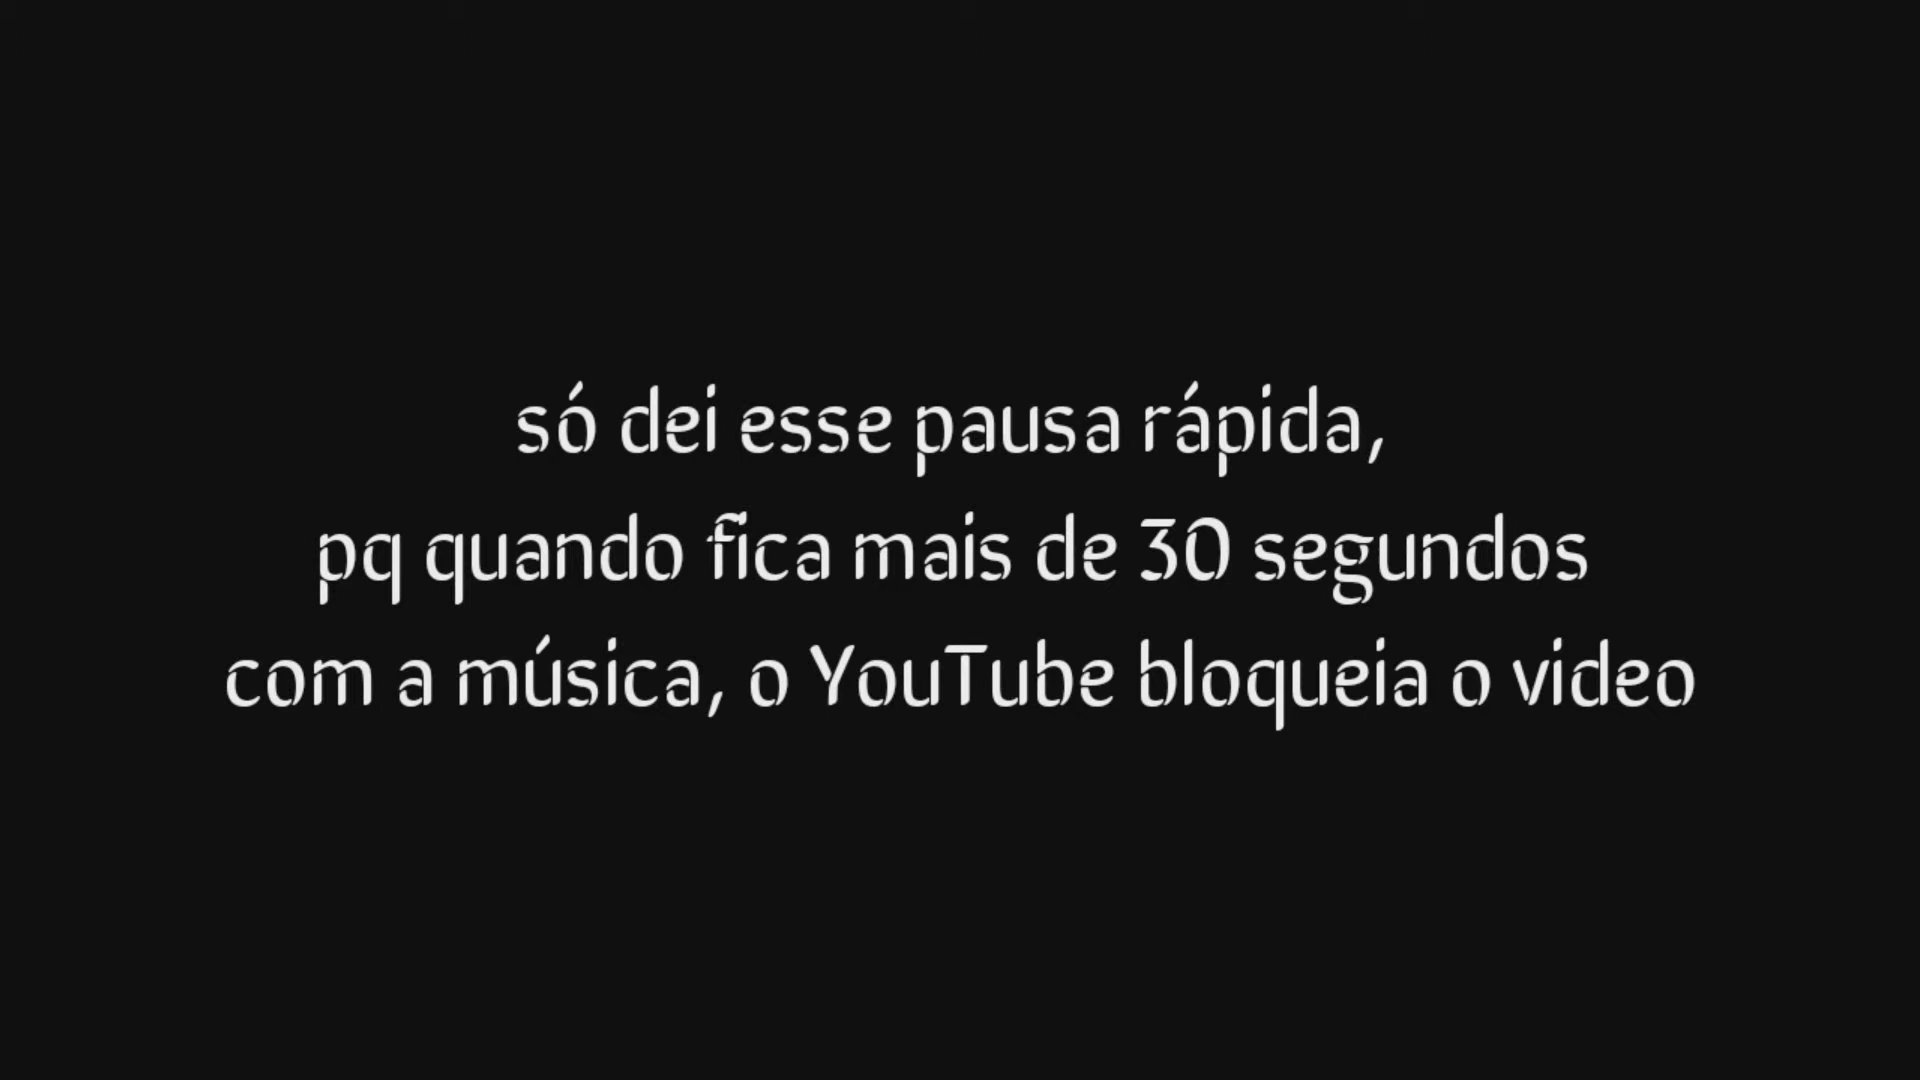 só dei esse pausa rápida,
pq quando fica mais de 30 segundos
com a música, o YouTube bloqueia o video